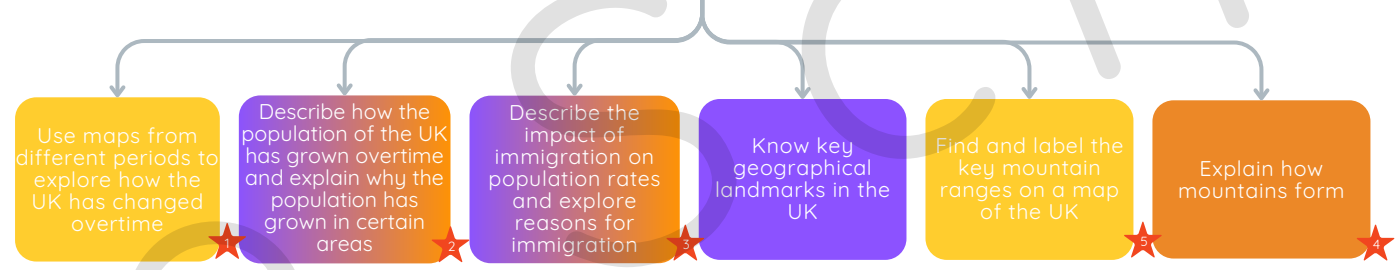 Use maps from
different periods to
explore how the
UK has changed
overtime
1
Describe how the
population of the UK
has grown overtime
and explain why the
population has
grown in certain
areas
2
Describe the
impact of
immigration on
population rates
and explore
reasons for
immigration
3
Know key
geographical
landmarks in the
UK
Find and label the
key mountain
ranges on a map
of the UK
5
Explain how
mountains form
4